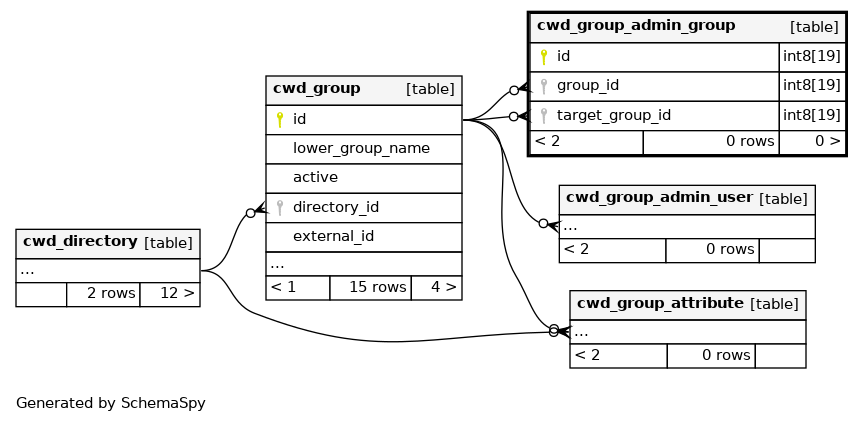 cwd_group_admin_group [table]
id int8[19]
group_id int8[19]
target_group_id int8[19]
< 2 0 rows 0 >
cwd_group [table]
id
lower_group_name
active
directory_id
external_id
...
< 1 15 rows 4 >
cwd_group_admin_user [table]
...
< 2 0 rows
cwd_directory [table]
...
2 rows 12 >
cwd_group_attribute [table]
...
< 2 0 rows
Generated by SchemaSpy